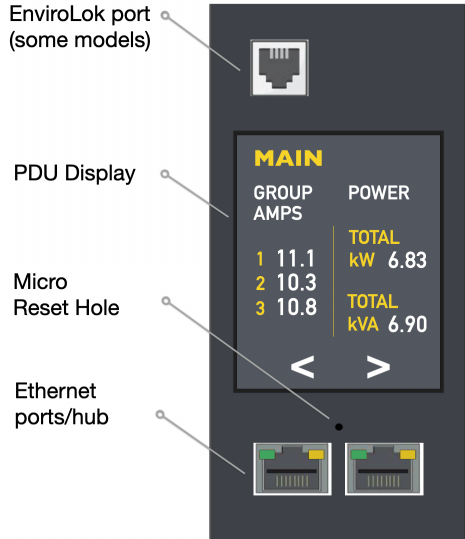 EnviroLok port
(some models)
PDU Display
Micro
Reset Hole
Ethernet
ports/hub
MAIN
GROUP
AMPS
1 11.1
2 10.3
3 10.8
POWER
TOTAL
kW 6.83
TOTAL
kVA 6.90
< >